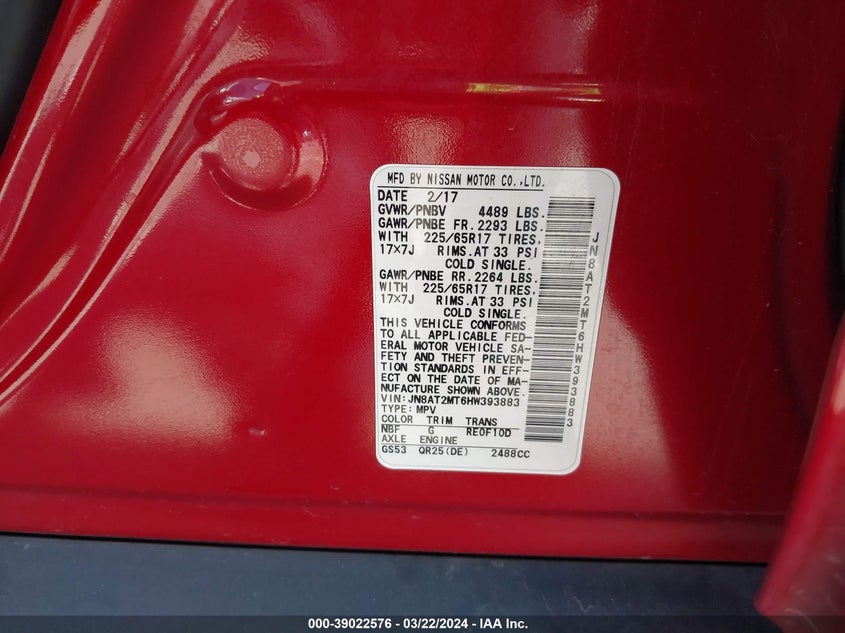 MFD BY NISSAN MOTOR CO.,LTD.
DATE 2/17
GVWR/PNBV 4489 LBS.
GAWR/PNBE FR. 2293 LBS.
WITH 225/65R17 TIRES,
17×7J RIMS.AT 33 PSI
COLD SINGLE.
GAWR/PNBE RR. 2264 LBS.
WITH 225/65R17 TIRES,
17×7J RIMS.AT 33 PSI
COLD SINGLE.
THIS VEHICLE CONFORMS
TO ALL APPLICABLE FED-
ERAL MOTOR VEHICLE SA-
FETY AND THEFT PREVEN-
TION STANDARDS IN EFF-
ECT ON THE DATE OF MA-
NUFACTURE SHOWN ABOVE.
VIN: JN8AT2MT6HW393883
TYPE: MPV
COLOR TRIM TRANS
NBF G RE0F10D
AXLE ENGINE
GS53 QR25(DE) 2488CC
JN8AT2MT6HW393883
000-39022576 - 03/22/2024 - IAA Inc.